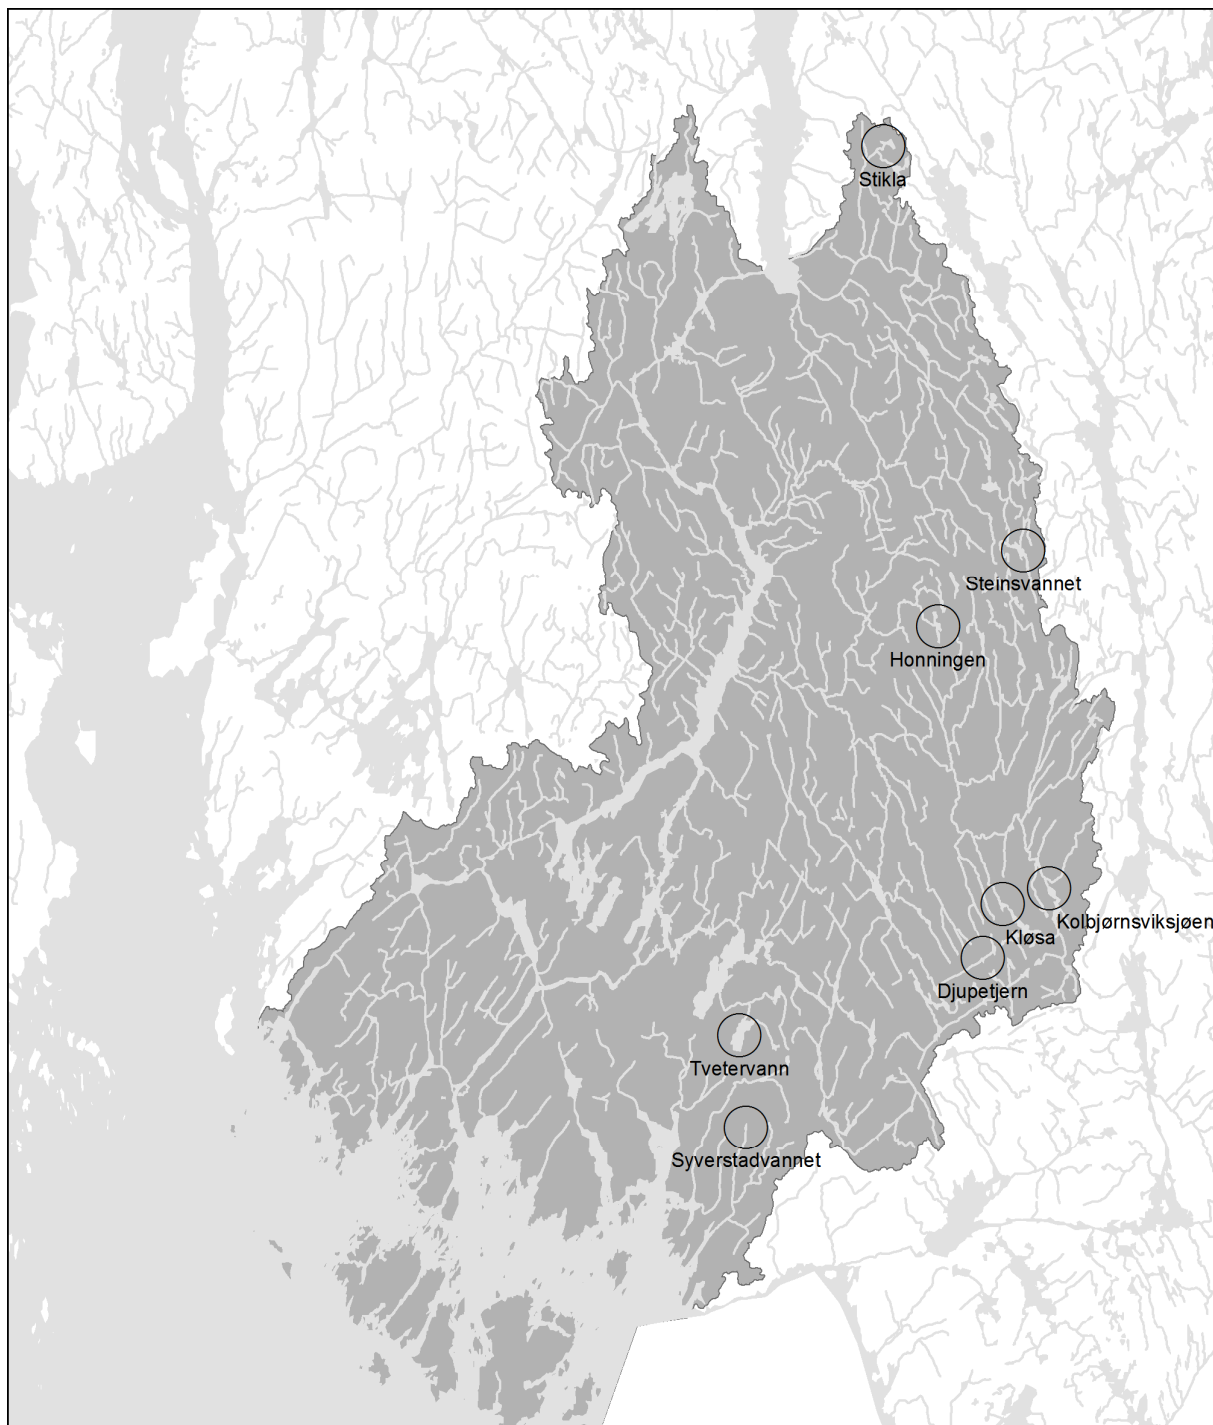 Stikla
Steinsvannet
Honningen
Kolbjørnsviksjøen
Kløsa
Djupetjern
Tvetervann
Syverstadvannet